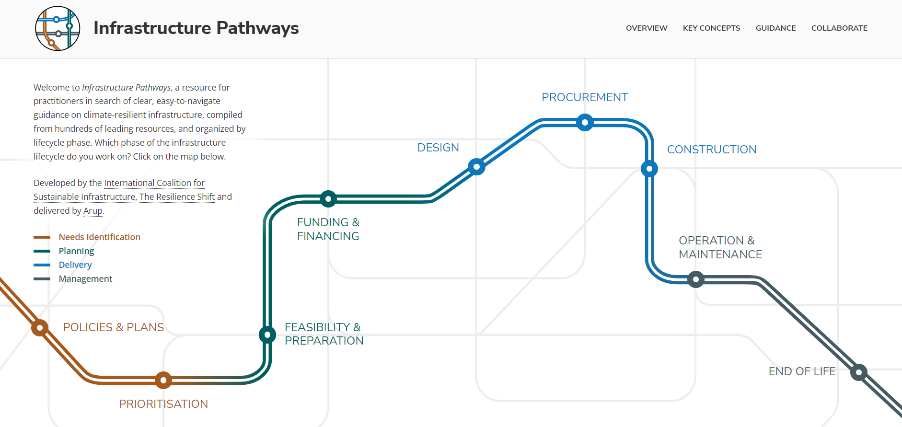 Infrastructure Pathways
OVERVIEW KEY CONCEPTS GUIDANCE COLLABORATE
Welcome to Infrastructure Pathways, a resource for
practitioners in search of clear, easy-to-navigate
guidance on climate-resilient infrastructure, compiled
from hundreds of leading resources, and organized by
lifecycle phase. Which phase of the infrastructure
lifecycle do you work on? Click on the map below.
Developed by the International Coalition for
Sustainable Infrastructure, The Resilience Shift and
delivered by Arup.
Needs Identification
Planning
Delivery
Management
POLICIES & PLANS
PRIORITISATION
FEASIBILITY &
PREPARATION
FUNDING &
FINANCING
DESIGN
PROCUREMENT
CONSTRUCTION
OPERATION &
MAINTENANCE
END OF LIFE